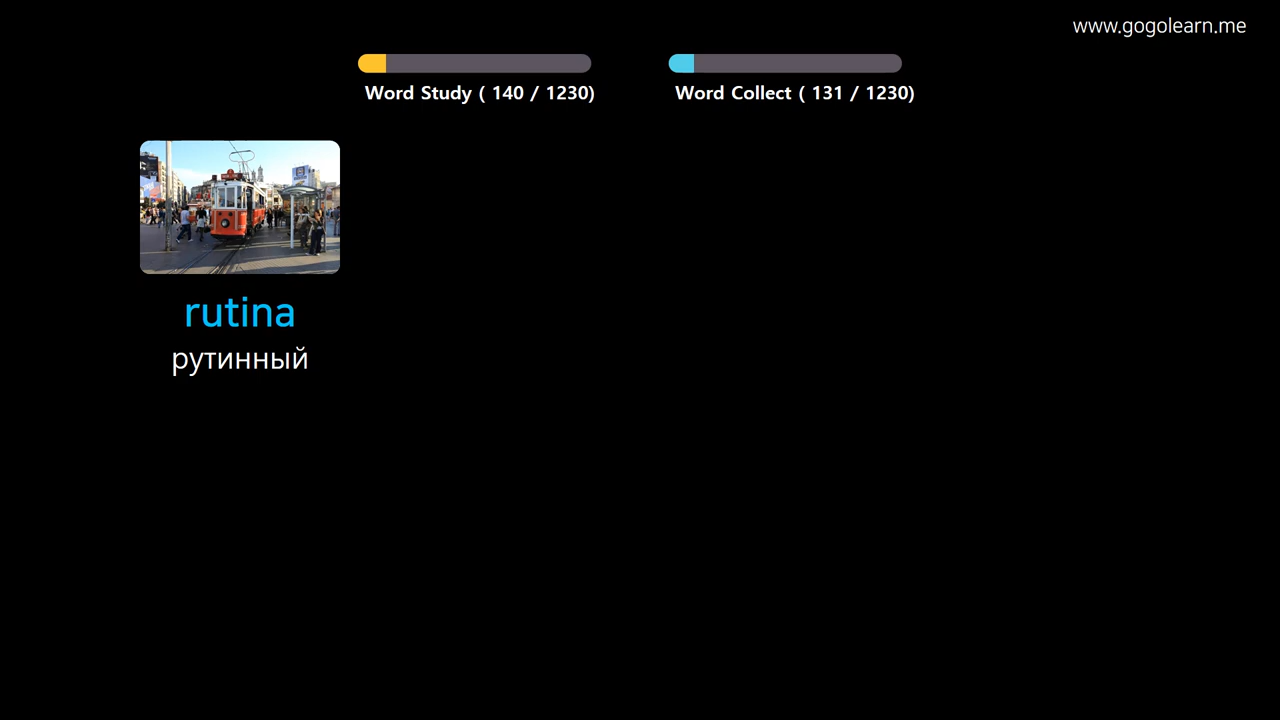 www.gogolearn.me
Word Study ( 140 / 1230)
Word Collect ( 131 / 1230)
rutina
рутинный